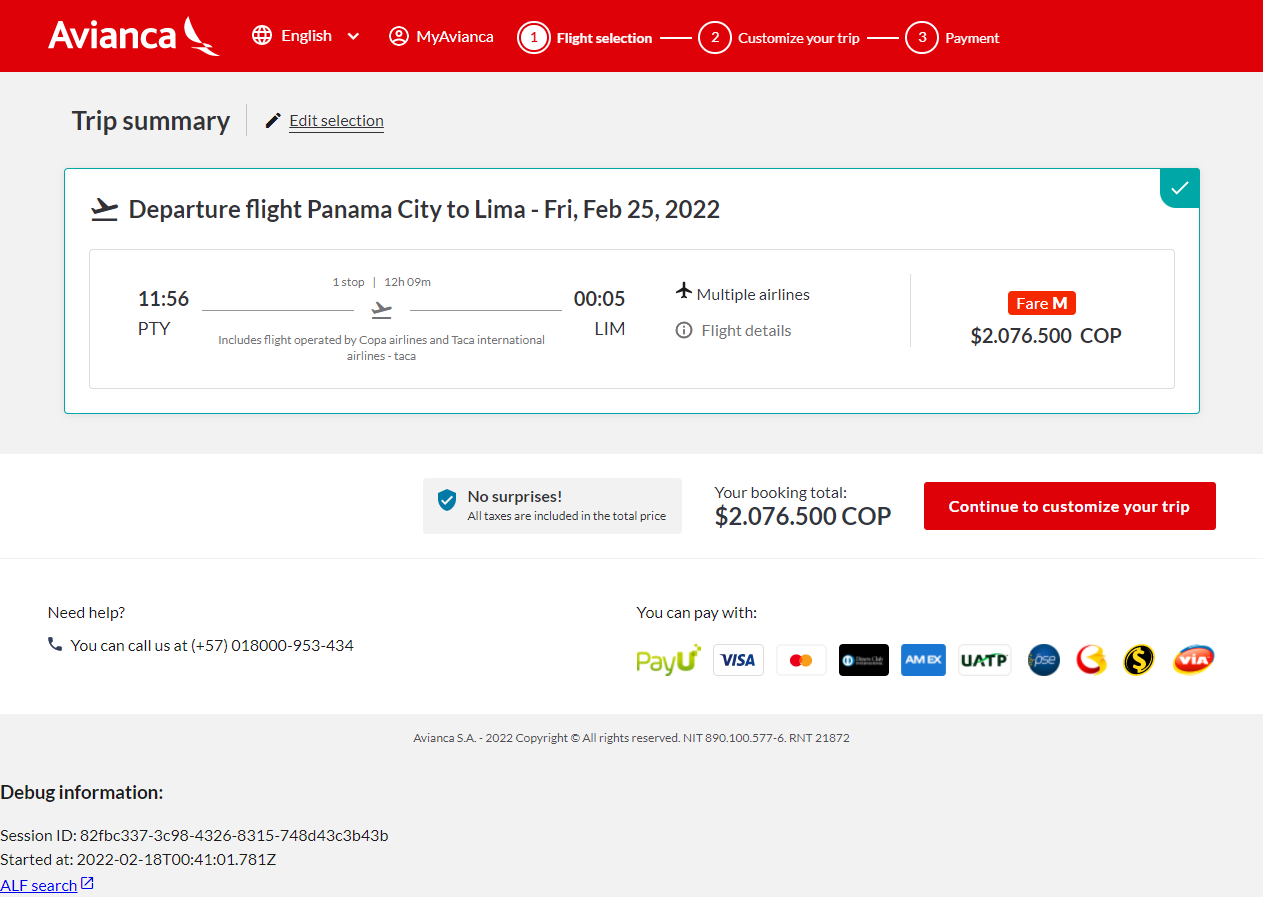 Avianca English MyAvianca 1 Flight selection 2 Customize your trip 3 Payment
Trip summary Edit selection
Departure flight Panama City to Lima - Fri, Feb 25, 2022
1 stop | 12h 09m
11:56 00:05
PTY LIM
Includes flight operated by Copa airlines and Taca international
airlines - taca
Multiple airlines
Flight details
Fare M
$2.076.500 COP
No surprises!
All taxes are included in the total price
Your booking total:
$2.076.500 COP
Continue to customize your trip
Need help?
You can call us at (+57) 018000-953-434
You can pay with:
PayU VISA Diners Club AMEX UATP pse via
Avianca S.A. - 2022 Copyright © All rights reserved. NIT 890.100.577-6. RNT 21872
Debug information:
Session ID: 82fbc337-3c98-4326-8315-748d43c3b43b
Started at: 2022-02-18T00:41:01.781Z
ALF search